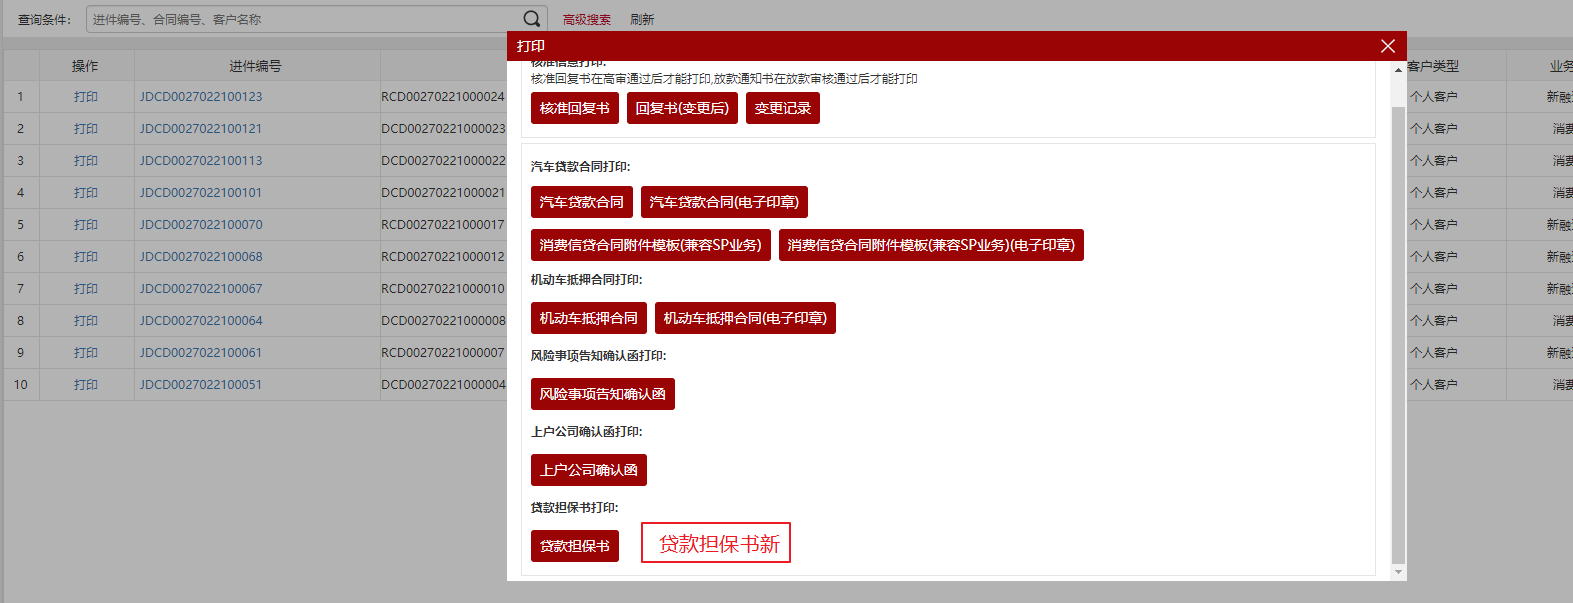 查询条件: 进件编号、合同编号、客户名称 高级搜索 刷新
打印
操作 进件编号 客户类型 业务
核准信息打印:
核准回复书在高审通过后才能打印,放款通知书在放款审核通过后才能打印
核准回复书 回复书(变更后) 变更记录
汽车贷款合同打印:
汽车贷款合同 汽车贷款合同(电子印章)
消费信贷合同附件模板(兼容SP业务) 消费信贷合同附件模板(兼容SP业务)(电子印章)
机动车抵押合同打印:
机动车抵押合同 机动车抵押合同(电子印章)
风险事项告知确认函打印:
风险事项告知确认函
上户公司确认函打印:
上户公司确认函
贷款担保书打印:
贷款担保书 贷款担保书新
1 打印 JDCD0027022100123 RCD00270221000024 个人客户 新融
2 打印 JDCD0027022100121 DCD00270221000023 个人客户 消费
3 打印 JDCD0027022100113 DCD00270221000022 个人客户 消费
4 打印 JDCD0027022100101 DCD00270221000021 个人客户 消费
5 打印 JDCD0027022100070 RCD00270221000017 个人客户 新融
6 打印 JDCD0027022100068 RCD00270221000012 个人客户 新融
7 打印 JDCD0027022100067 RCD00270221000010 个人客户 新融
8 打印 JDCD0027022100064 DCD00270221000008 个人客户 消费
9 打印 JDCD0027022100061 RCD00270221000007 个人客户 新融
10 打印 JDCD0027022100051 DCD00270221000004 个人客户 消费